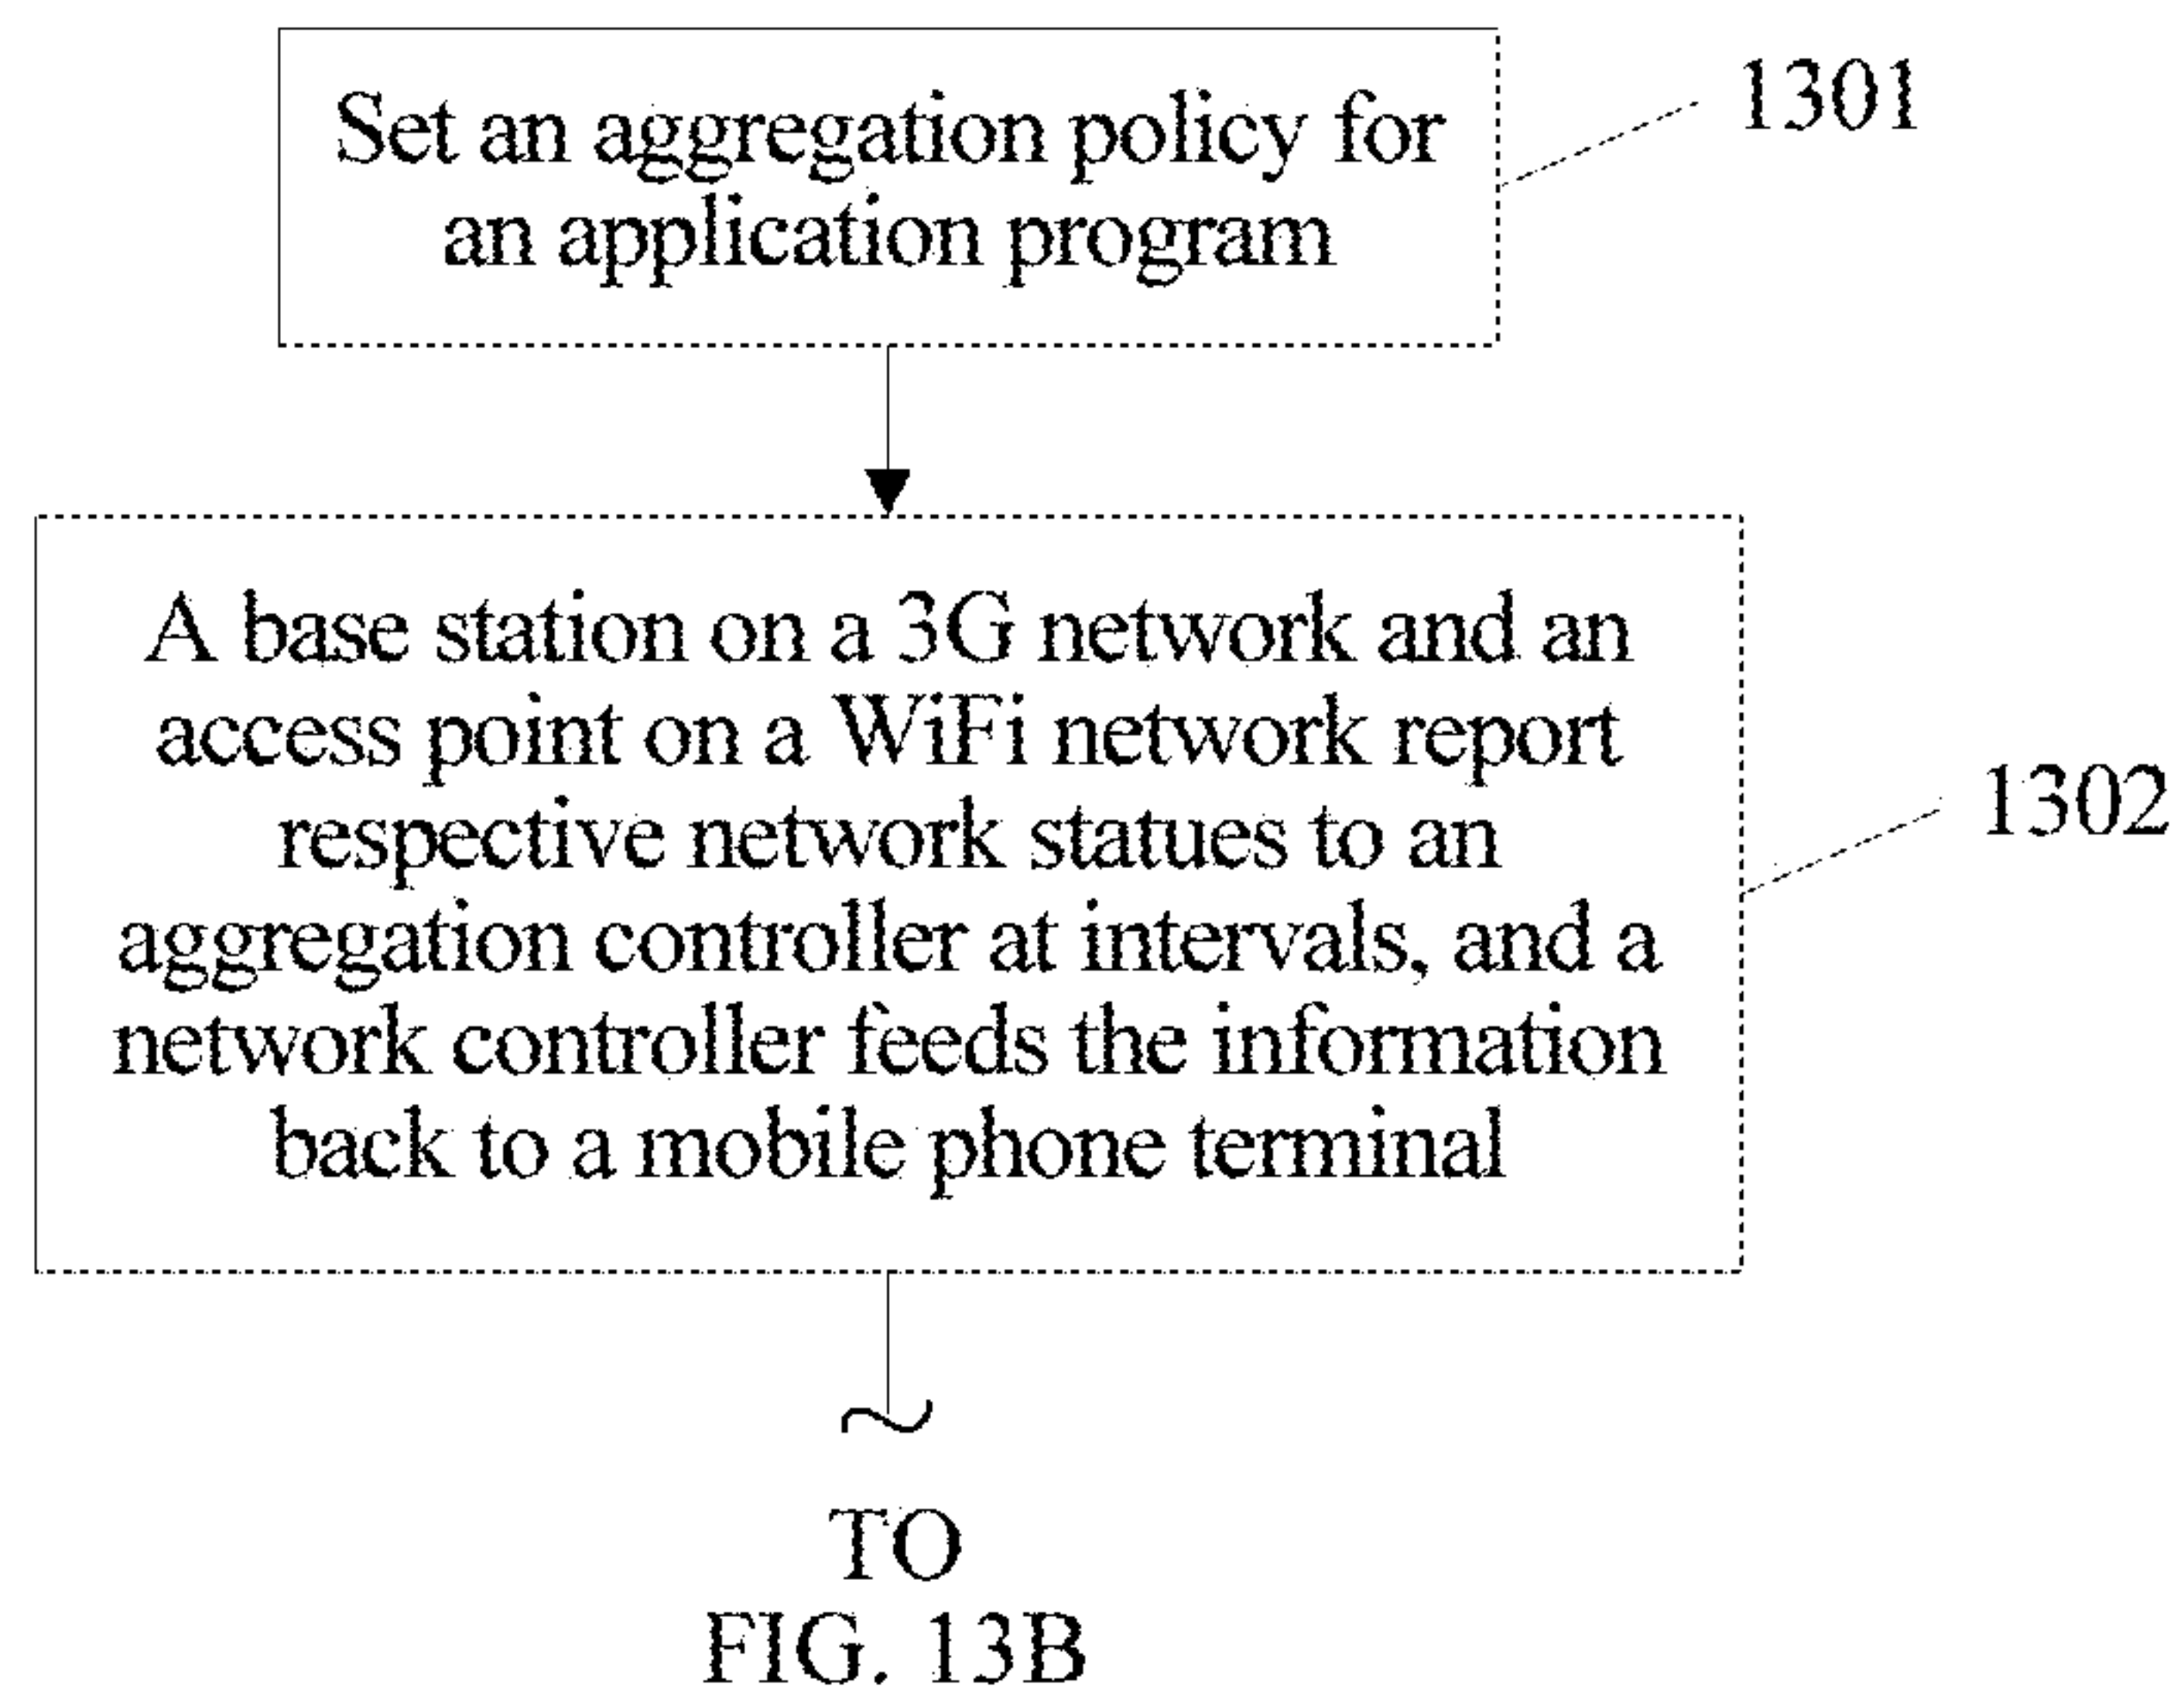 Set an aggregation policy for
an application program
1301
A base station on a 3G network and an
access point on a WiFi network report
respective network statues to an
aggregation controller at intervals, and a
network controller feeds the information
back to a mobile phone terminal
1302
TO
FIG. 13B